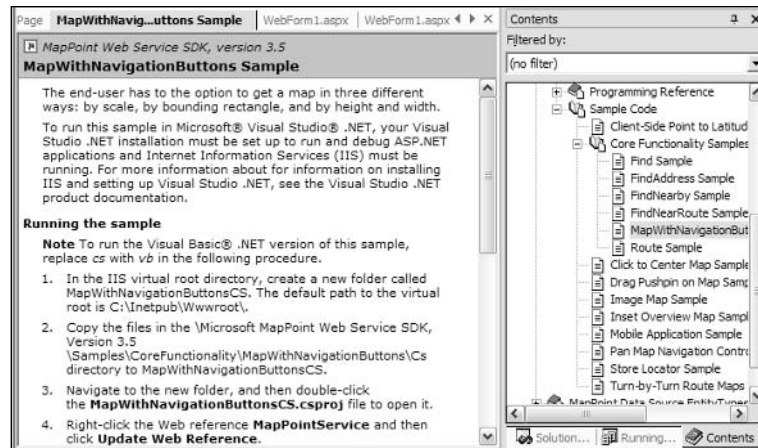 Page MapWithNavig...uttons Sample WebForm1.aspx WebForm1.aspx
MapPoint Web Service SDK, version 3.5
MapWithNavigationButtons Sample
The end-user has to the option to get a map in three different
ways: by scale, by bounding rectangle, and by height and width.
To run this sample in Microsoft® Visual Studio® .NET, your Visual
Studio .NET installation must be set up to run and debug ASP.NET
applications and Internet Information Services (IIS) must be
running. For more information about for information on installing
IIS and setting up Visual Studio .NET, see the Visual Studio .NET
product documentation.
Running the sample
Note To run the Visual Basic® .NET version of this sample,
replace cs with vb in the following procedure.
1. In the IIS virtual root directory, create a new folder called
MapWithNavigationButtonsCS. The default path to the virtual
root is C:\Inetpub\Wwwroot\.
2. Copy the files in the \Microsoft MapPoint Web Service SDK,
Version 3.5
\Samples\CoreFunctionality\MapWithNavigationButtons\Cs
directory to MapWithNavigationButtonsCS.
3. Navigate to the new folder, and then double-click
the MapWithNavigationButtonsCS.csproj file to open it.
4. Right-click the Web reference MapPointService and then
click Update Web Reference.
Contents
Filtered by:
(no filter)
Programming Reference
Sample Code
Client-Side Point to Latitud
Core Functionality Samples
Find Sample
FindAddress Sample
FindNearby Sample
FindNearRoute Sample
MapWithNavigationBut
Route Sample
Click to Center Map Sample
Drag Pushpin on Map Samp
Image Map Sample
Inset Overview Map Sampl
Mobile Application Sample
Pan Map Navigation Contro
Store Locator Sample
Turn-by-Turn Route Maps
MapPoint Data Source EntityTypes
Solution... Running... Contents